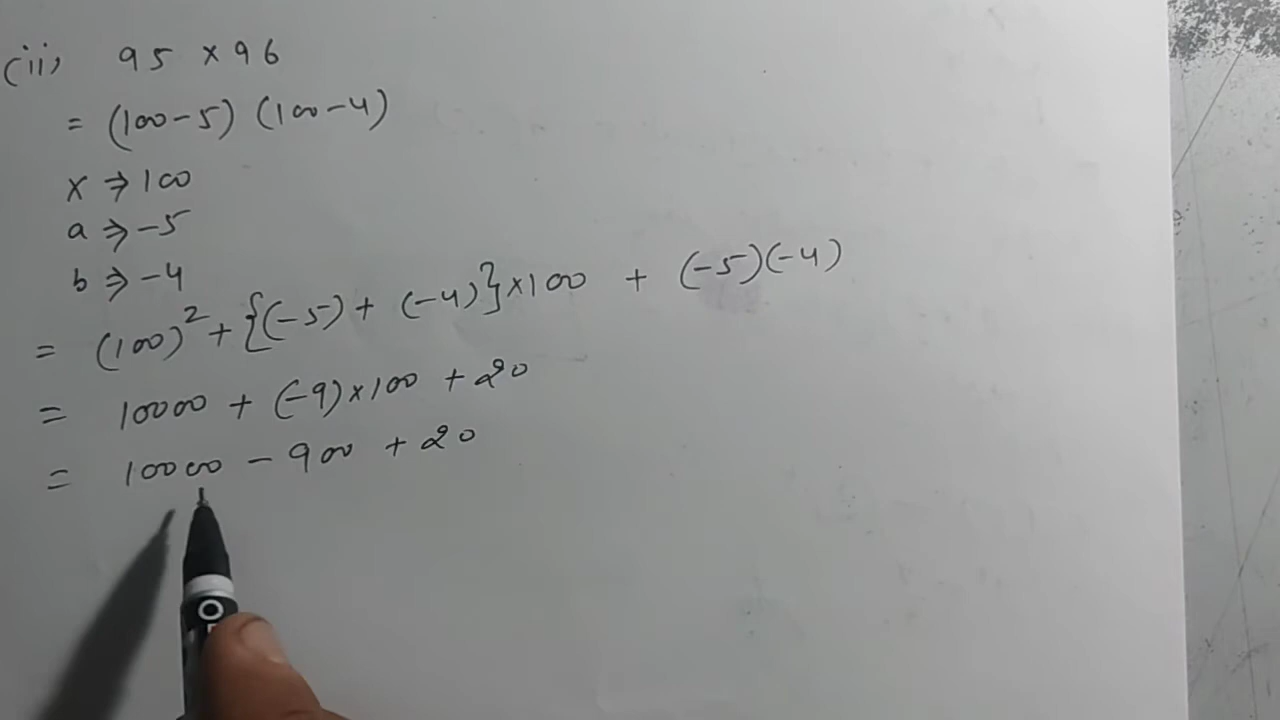 (ii) 95 × 96
= (100-5) (100-4)
x ⇒ 100
a ⇒ -5
b ⇒ -4
= (100)² + {(-5) + (-4)} × 100 + (-5)(-4)
= 10000 + (-9) × 100 + 20
= 10000 - 900 + 20